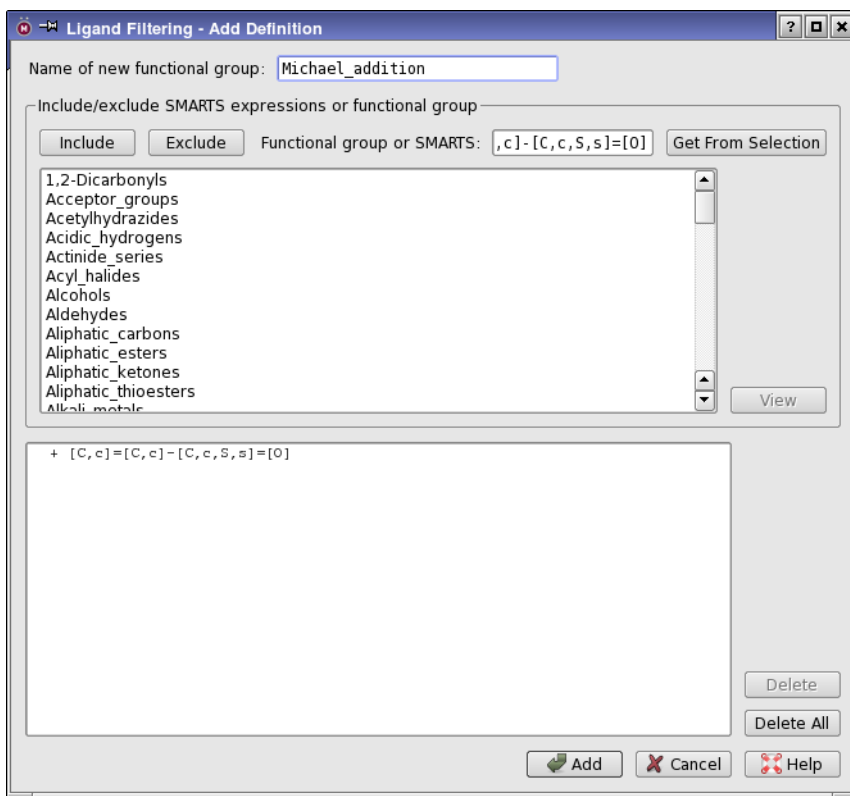 Ligand Filtering - Add Definition
Name of new functional group: Michael_addition
Include/exclude SMARTS expressions or functional group
Include Exclude Functional group or SMARTS: ,c]-[C,c,S,s]=[O] Get From Selection
1,2-Dicarbonyls
Acceptor_groups
Acetylhydrazides
Acidic_hydrogens
Actinide_series
Acyl_halides
Alcohols
Aldehydes
Aliphatic_carbons
Aliphatic_esters
Aliphatic_ketones
Aliphatic_thioesters
Alkali_metals
View
+ [C,c]=[C,c]-[C,c,S,s]=[O]
Delete
Delete All
Add Cancel Help